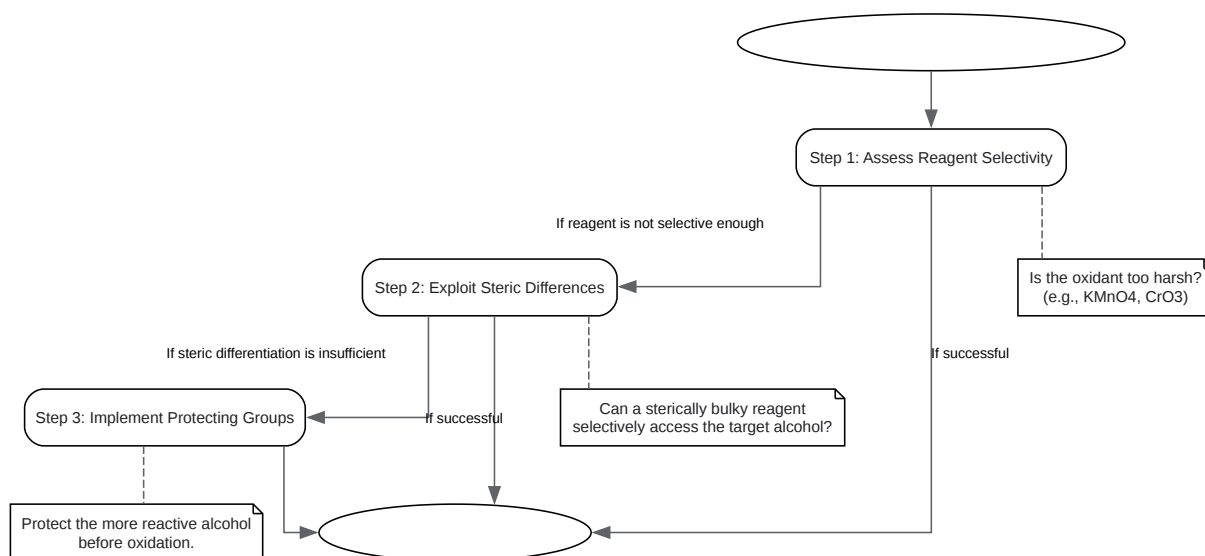 Step 1: Assess Reagent Selectivity
If reagent is not selective enough
Is the oxidant too harsh?
(e.g., KMnO4, CrO3)
Step 2: Exploit Steric Differences
If steric differentiation is insufficient
If successful
Can a sterically bulky reagent
selectively access the target alcohol?
Step 3: Implement Protecting Groups
If successful
Protect the more reactive alcohol
before oxidation.